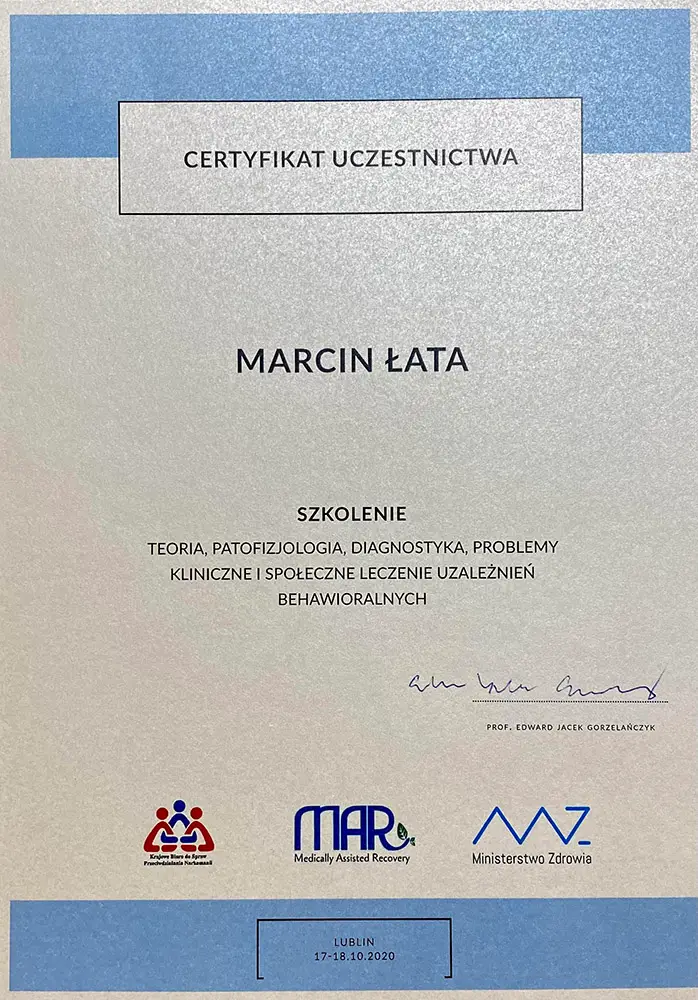 CERTYFIKAT UCZESTNICTWA
MARCIN ŁATA
SZKOLENIE
TEORIA, PATOFIZJOLOGIA, DIAGNOSTYKA, PROBLEMY
KLINICZNE I SPOŁECZNE LECZENIE UZALEŻNIEŃ
BEHAWIORALNYCH
PROF. EDWARD JACEK GORZELAŃCZYK
Krajowe Biuro do Spraw
Przeciwdziałania Narkomanii
MAR
Medically Assisted Recovery
MZ
Ministerstwo Zdrowia
LUBLIN
17-18.10.2020